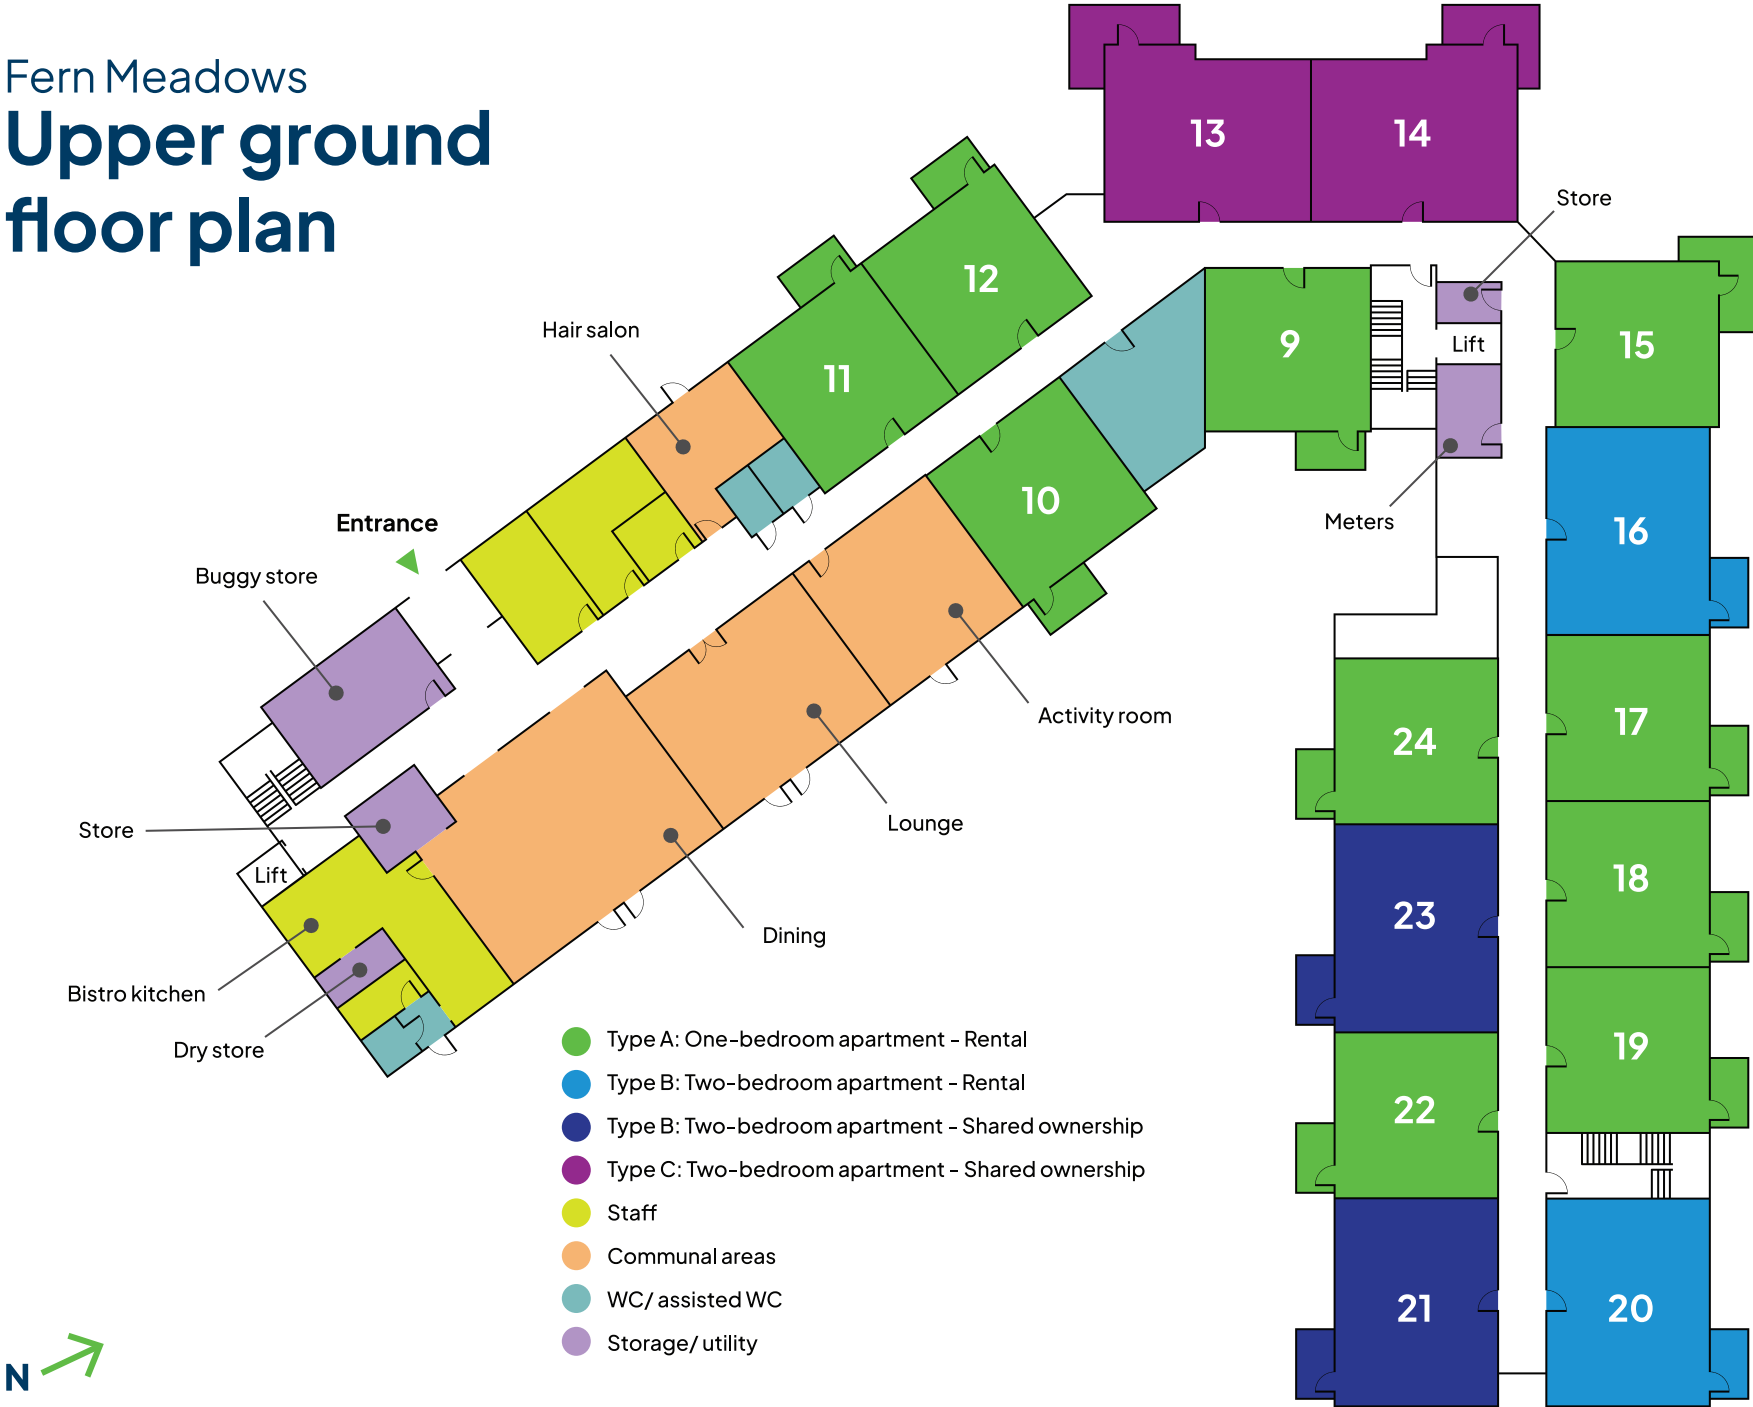 Fern Meadows
Upper ground
floor plan
13
14
Store
12
Hair salon
9
Lift
15
11
10
Meters
16
Entrance
Buggy store
Activity room
24
17
Store
Lounge
Lift
18
23
Dining
Bistro kitchen
Dry store
19
22
21
20
Type A: One-bedroom apartment - Rental
Type B: Two-bedroom apartment - Rental
Type B: Two-bedroom apartment - Shared ownership
Type C: Two-bedroom apartment - Shared ownership
Staff
Communal areas
WC/ assisted WC
Storage/ utility
N